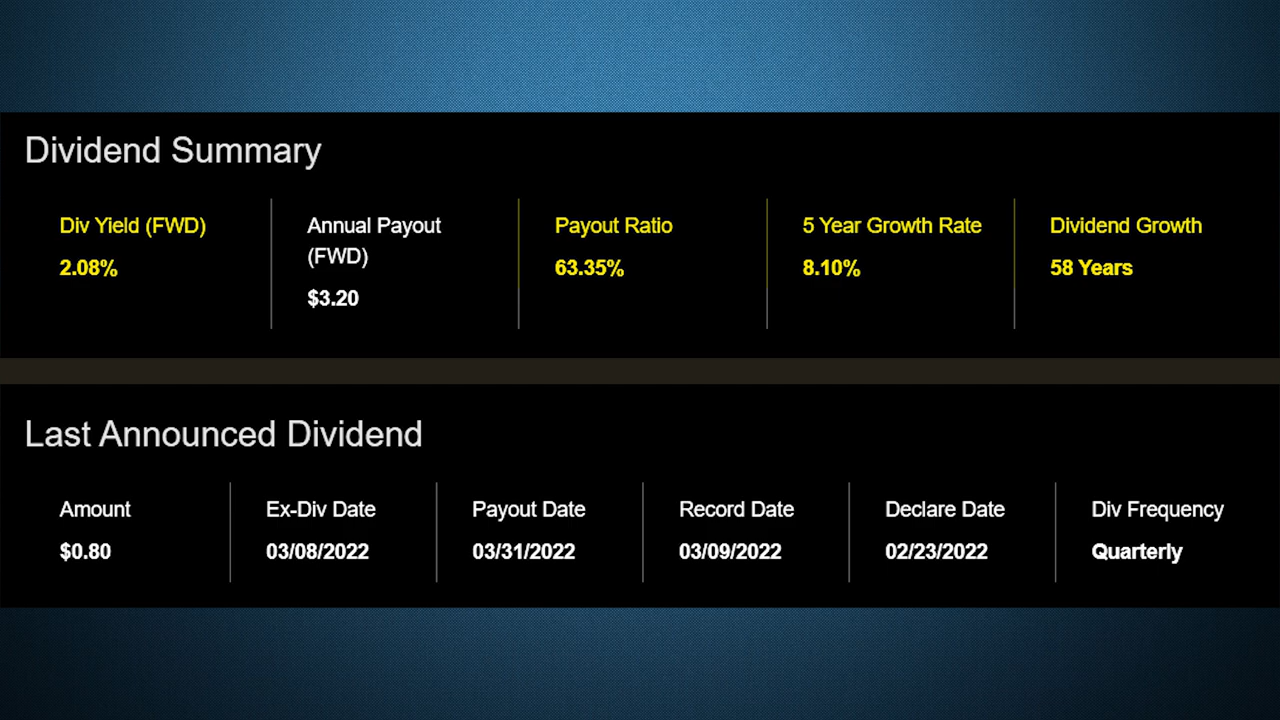 Dividend Summary
Div Yield (FWD)
2.08%
Annual Payout
(FWD)
$3.20
Payout Ratio
63.35%
5 Year Growth Rate
8.10%
Dividend Growth
58 Years
Last Announced Dividend
Amount
$0.80
Ex-Div Date
03/08/2022
Payout Date
03/31/2022
Record Date
03/09/2022
Declare Date
02/23/2022
Div Frequency
Quarterly